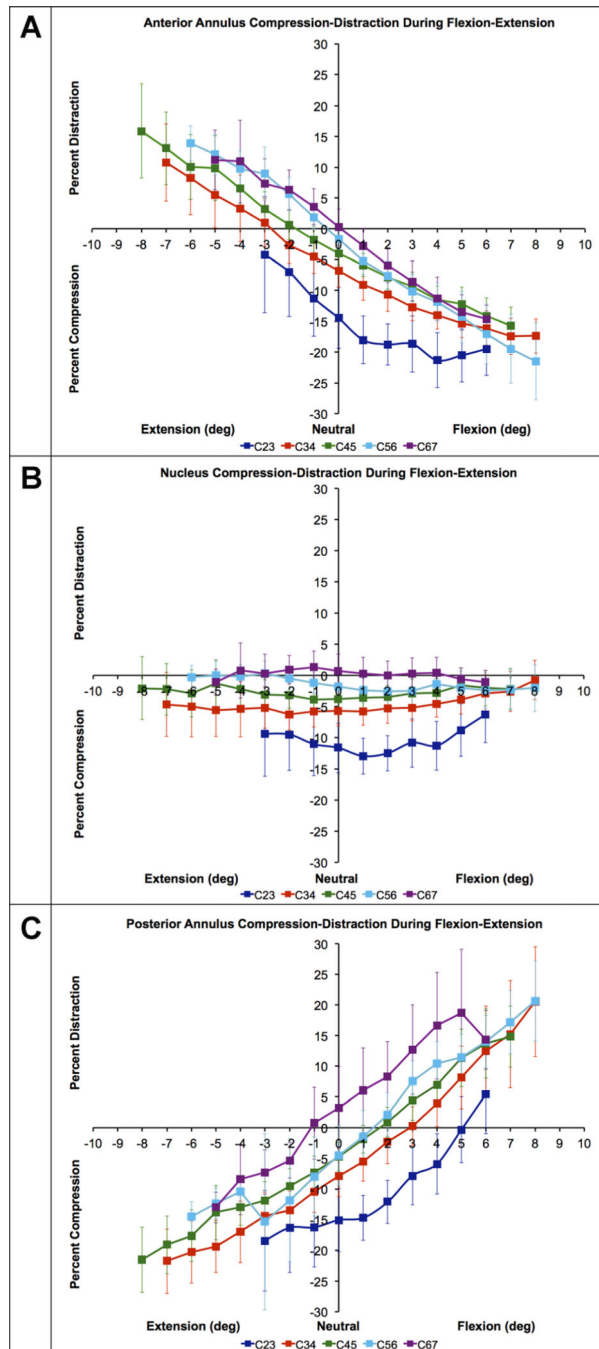 A
Anterior Annulus Compression-Distraction During Flexion-Extension
30
25
20
15
10
5
0
-10 -9 -8 -7 -6 -5 -4 -3 -2 -1 0 1 2 3 4 5 6 7 8 9 10
-5
-10
-15
-20
-25
-30
Percent Distraction
Percent Compression
Extension (deg) Neutral Flexion (deg)
C23 C34 C45 C56 C67
B
Nucleus Compression-Distraction During Flexion-Extension
30
25
20
15
10
5
0
-10 -9 -8 -7 -6 -5 -4 -3 -2 -1 0 1 2 3 4 5 6 7 8 9 10
-5
-10
-15
-20
-25
-30
Percent Distraction
Percent Compression
Extension (deg) Neutral Flexion (deg)
C23 C34 C45 C56 C67
C
Posterior Annulus Compression-Distraction During Flexion-Extension
30
25
20
15
10
5
0
-10 -9 -8 -7 -6 -5 -4 -3 -2 -1 0 1 2 3 4 5 6 7 8 9 10
-5
-10
-15
-20
-25
-30
Percent Distraction
Percent Compression
Extension (deg) Neutral Flexion (deg)
C23 C34 C45 C56 C67